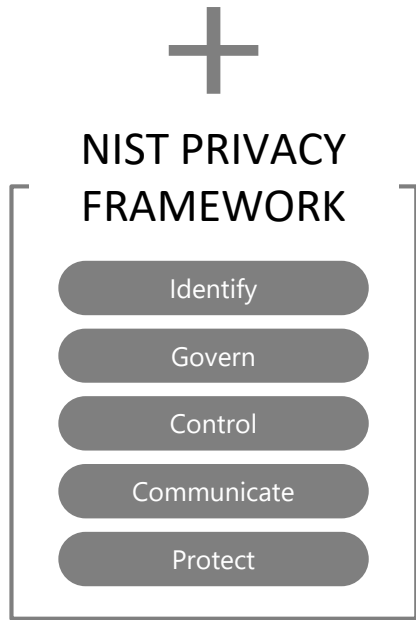 NIST PRIVACY
FRAMEWORK
Identify
Govern
Control
Communicate
Protect